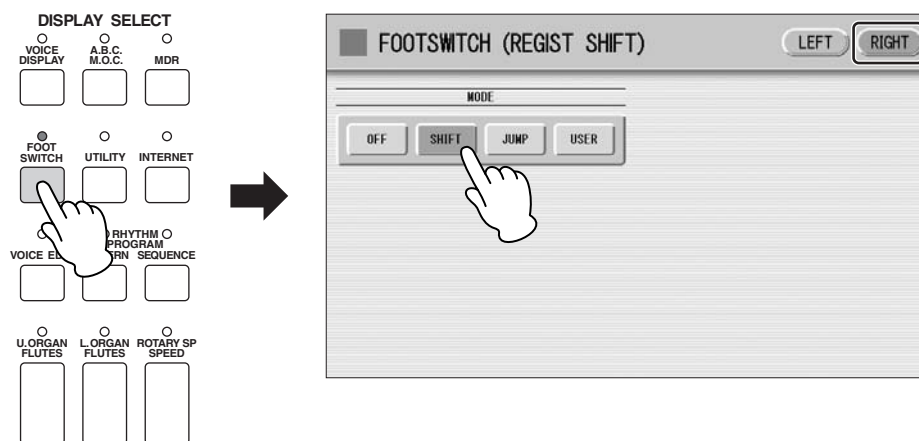 DISPLAY SELECT
VOICE DISPLAY
A.B.C. M.O.C.
MDR
FOOT SWITCH
UTILITY
INTERNET
VOICE
RHYTHM PROGRAM
SEQUENCE
U.ORGAN FLUTES
L.ORGAN FLUTES
ROTARY SP SPEED
FOOTSWITCH (REGIST SHIFT)
LEFT
RIGHT
MODE
OFF
SHIFT
JUMP
USER